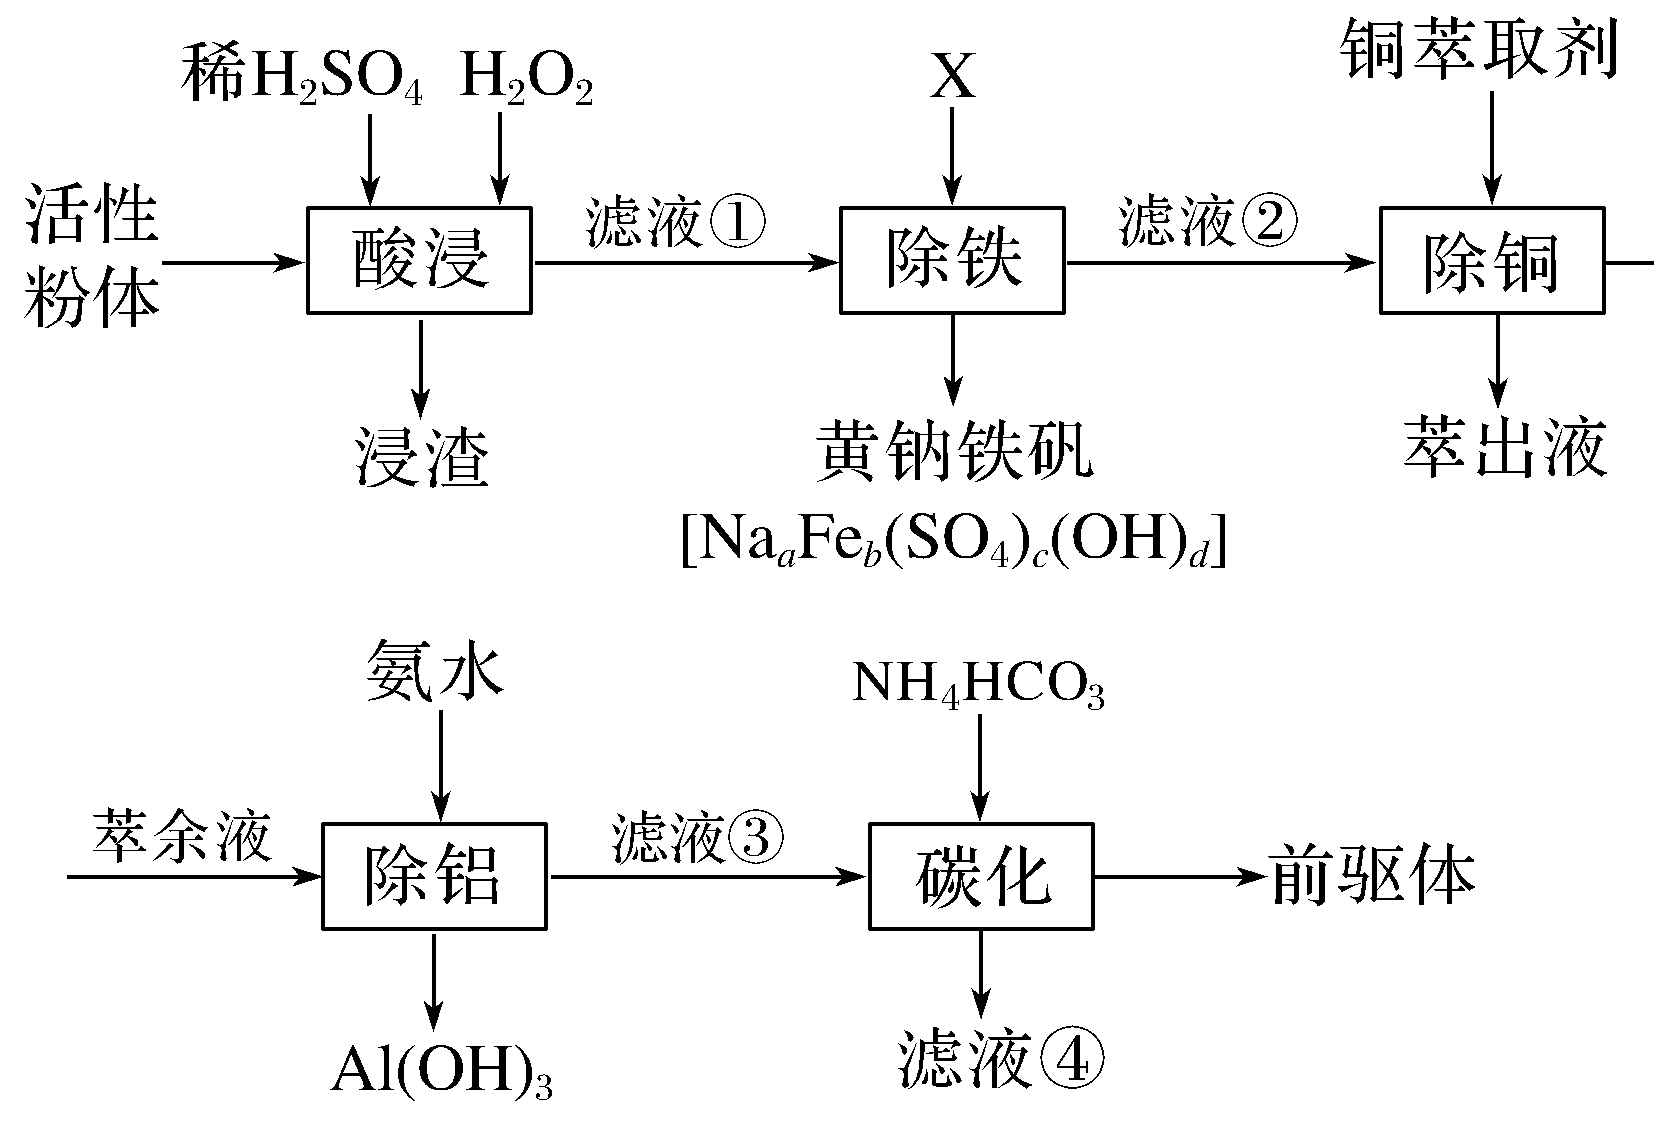 稀H₂SO₄ H₂O₂
X
铜萃取剂
活性
粉体
酸浸
滤液①
除铁
滤液②
除铜
浸渣
黄钠铁矾
[NaₐFe_b(SO₄)_c(OH)_d]
萃出液
氨水
NH₄HCO₃
萃余液
除铝
滤液③
碳化
前驱体
Al(OH)₃
滤液④